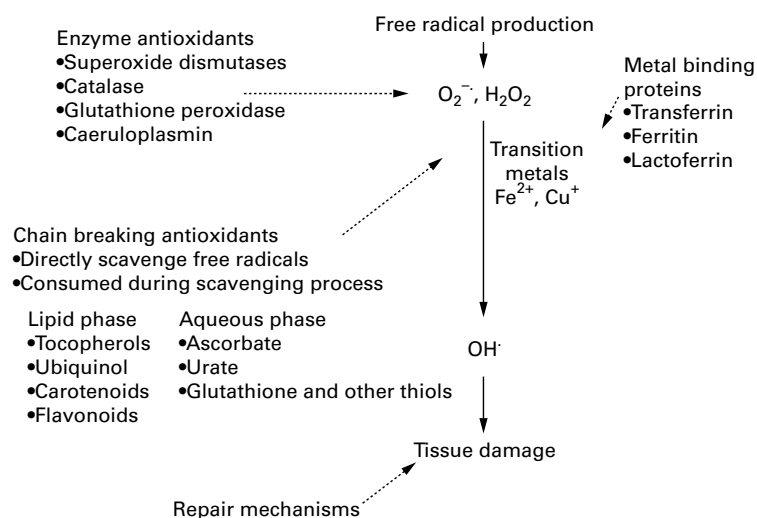 Free radical production
Enzyme antioxidants
•Superoxide dismutases
•Catalase
•Glutathione peroxidase
•Caeruloplasmin
O₂⁻˙, H₂O₂
Metal binding
proteins
•Transferrin
•Ferritin
•Lactoferrin
Transition
metals
Fe²⁺, Cu⁺
Chain breaking antioxidants
•Directly scavenge free radicals
•Consumed during scavenging process
Lipid phase
•Tocopherols
•Ubiquinol
•Carotenoids
•Flavonoids
Aqueous phase
•Ascorbate
•Urate
•Glutathione and other thiols
OH˙
Tissue damage
Repair mechanisms